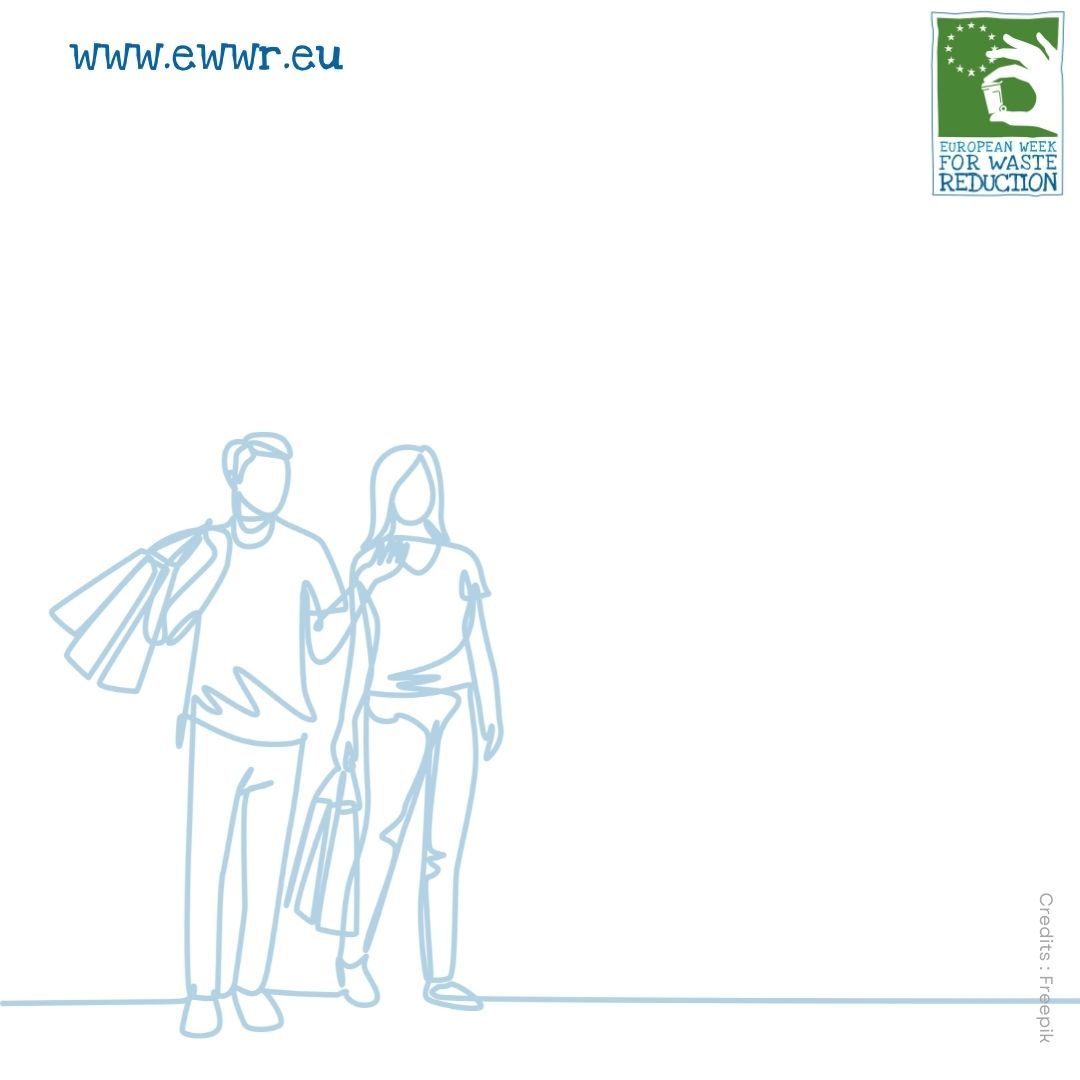 www.ewwr.eu
EUROPEAN WEEK
FOR WASTE
REDUCTION
Credits : Freepik